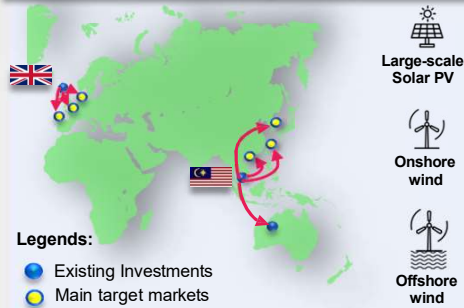 Large-scale
Solar PV
Onshore
wind
Offshore
wind
Legends:
Existing Investments
Main target markets